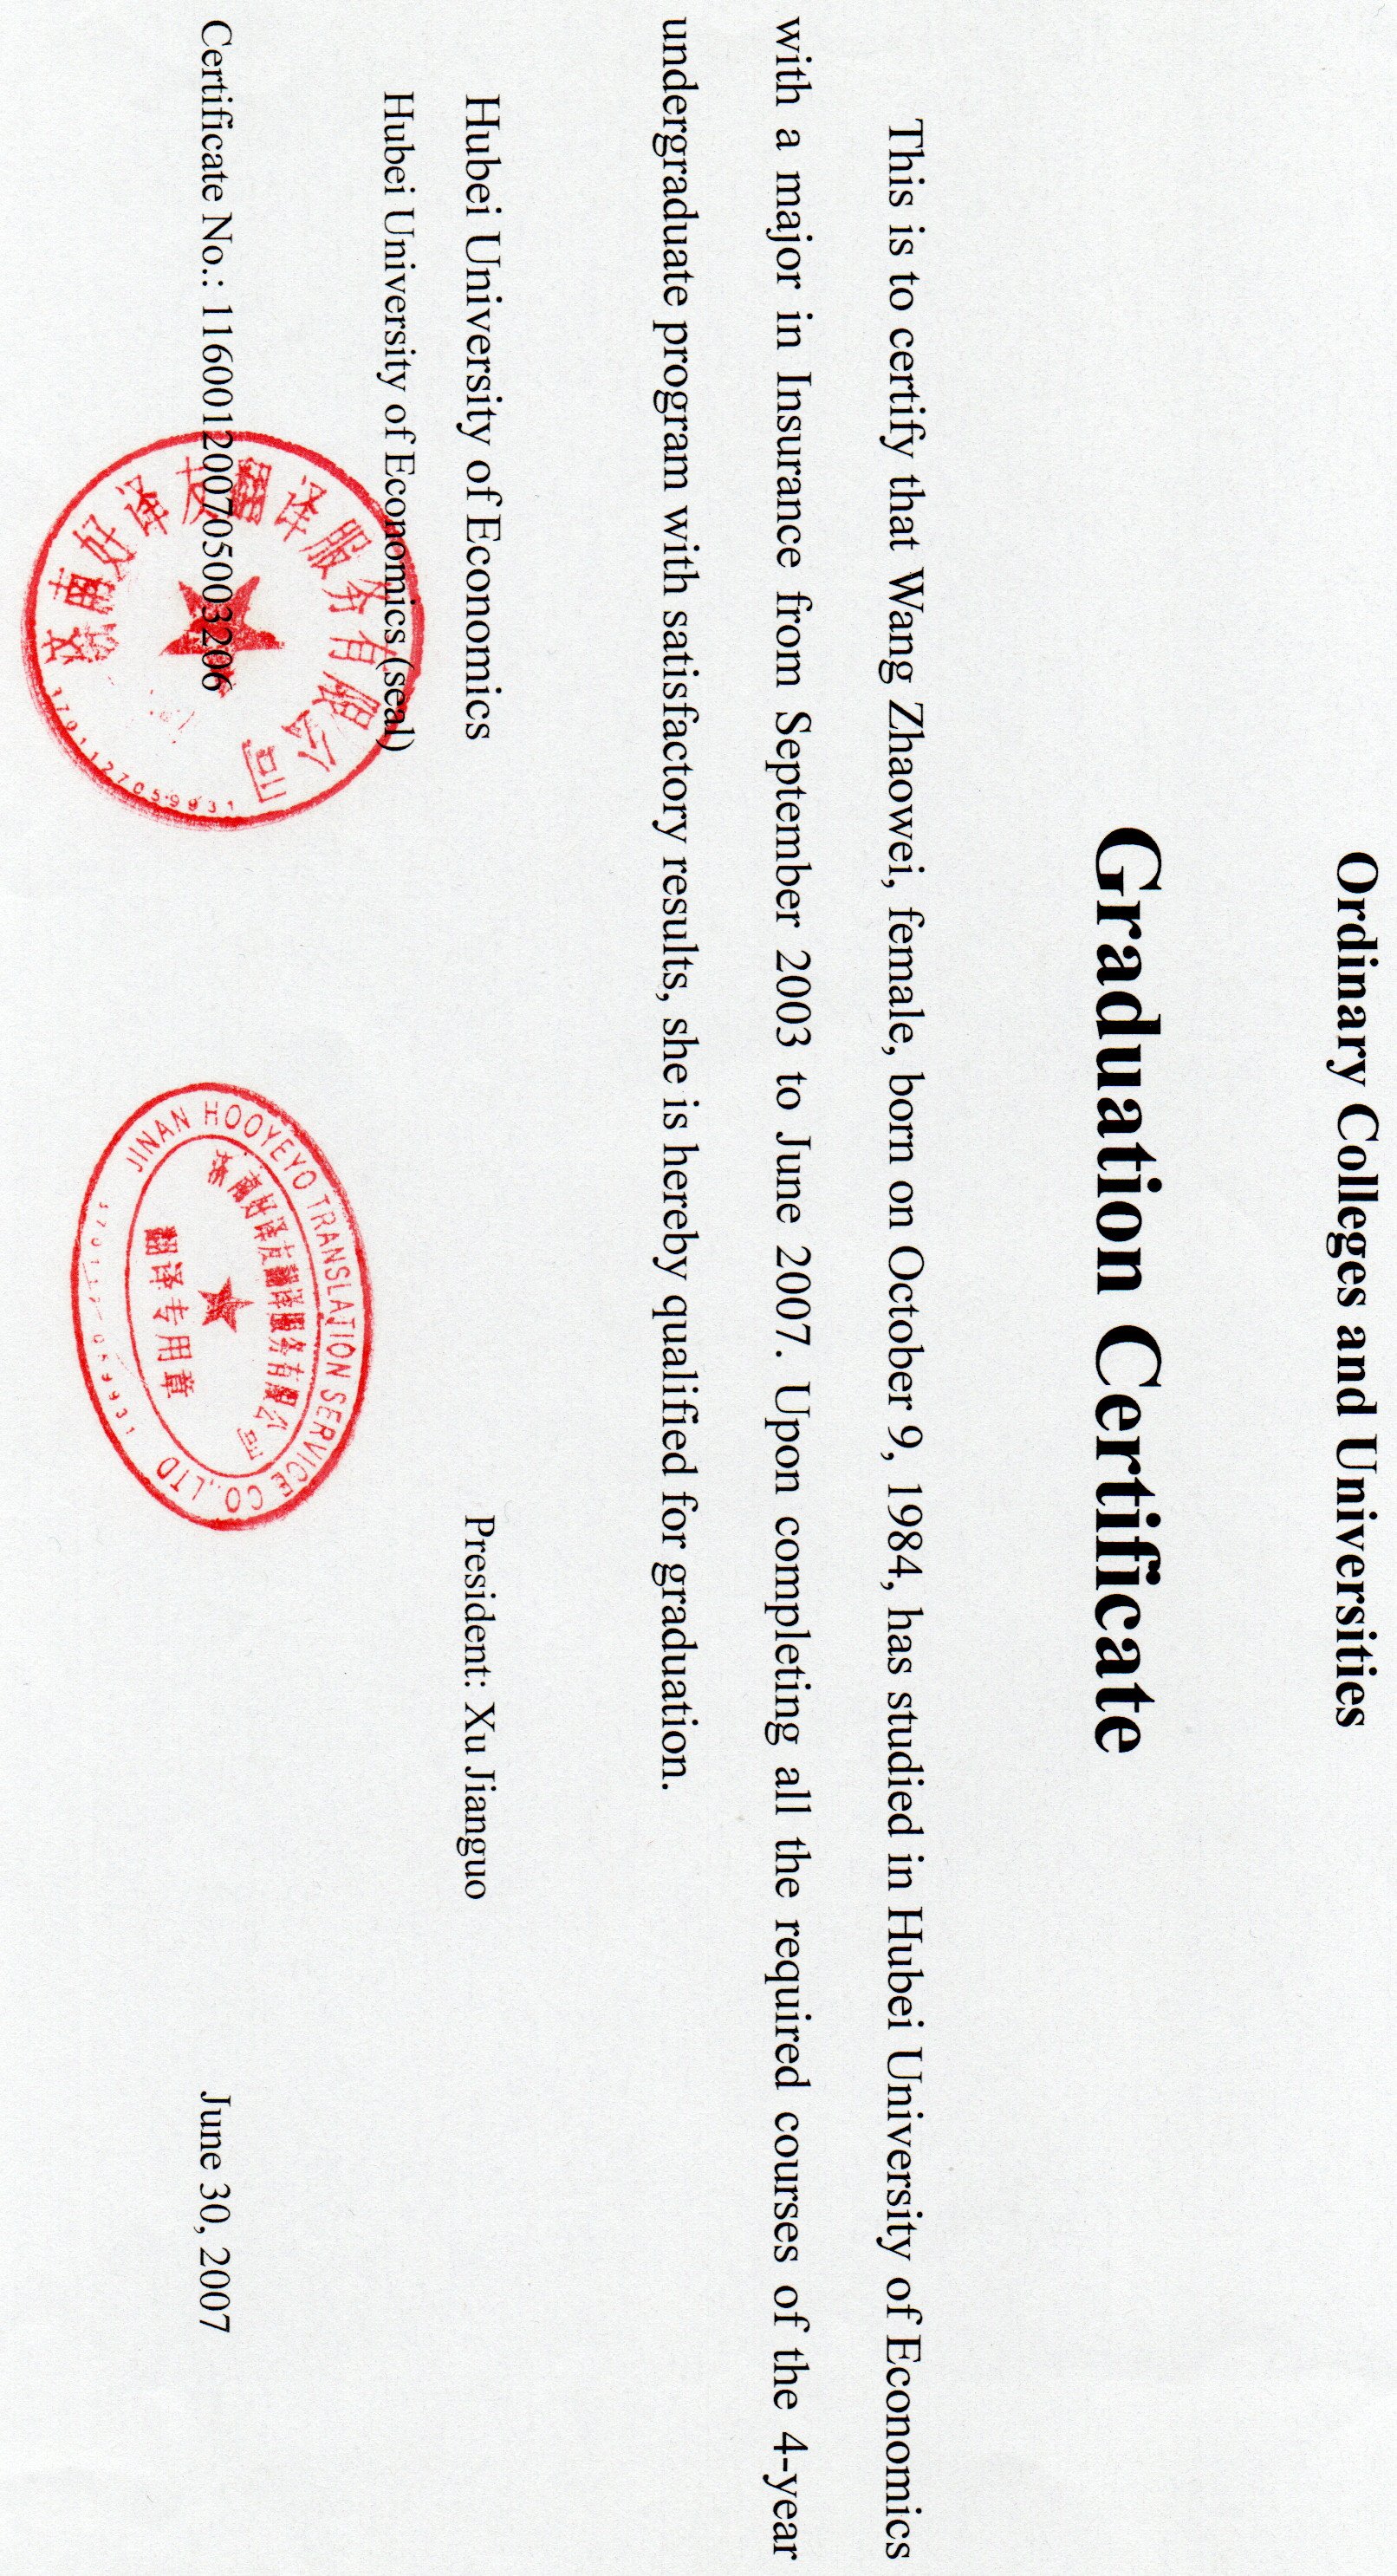 Ordinary Colleges and Universities
Graduation Certificate
This is to certify that Wang Zhaowei, female, born on October 9, 1984, has studied in Hubei University of Economics
with a major in Insurance from September 2003 to June 2007. Upon completing all the required courses of the 4-year
undergraduate program with satisfactory results, she is hereby qualified for graduation.
Hubei University of Economics
President: Xu Jianguo
Hubei University of Economics (seal)
济南好译友翻译服务有限公司
3701127059931
JINAN HOOYEYO TRANSLATION SERVICE CO.,LTD
济南好译友翻译服务有限公司
翻译专用章
Certificate No.: 116001200705003206
June 30, 2007